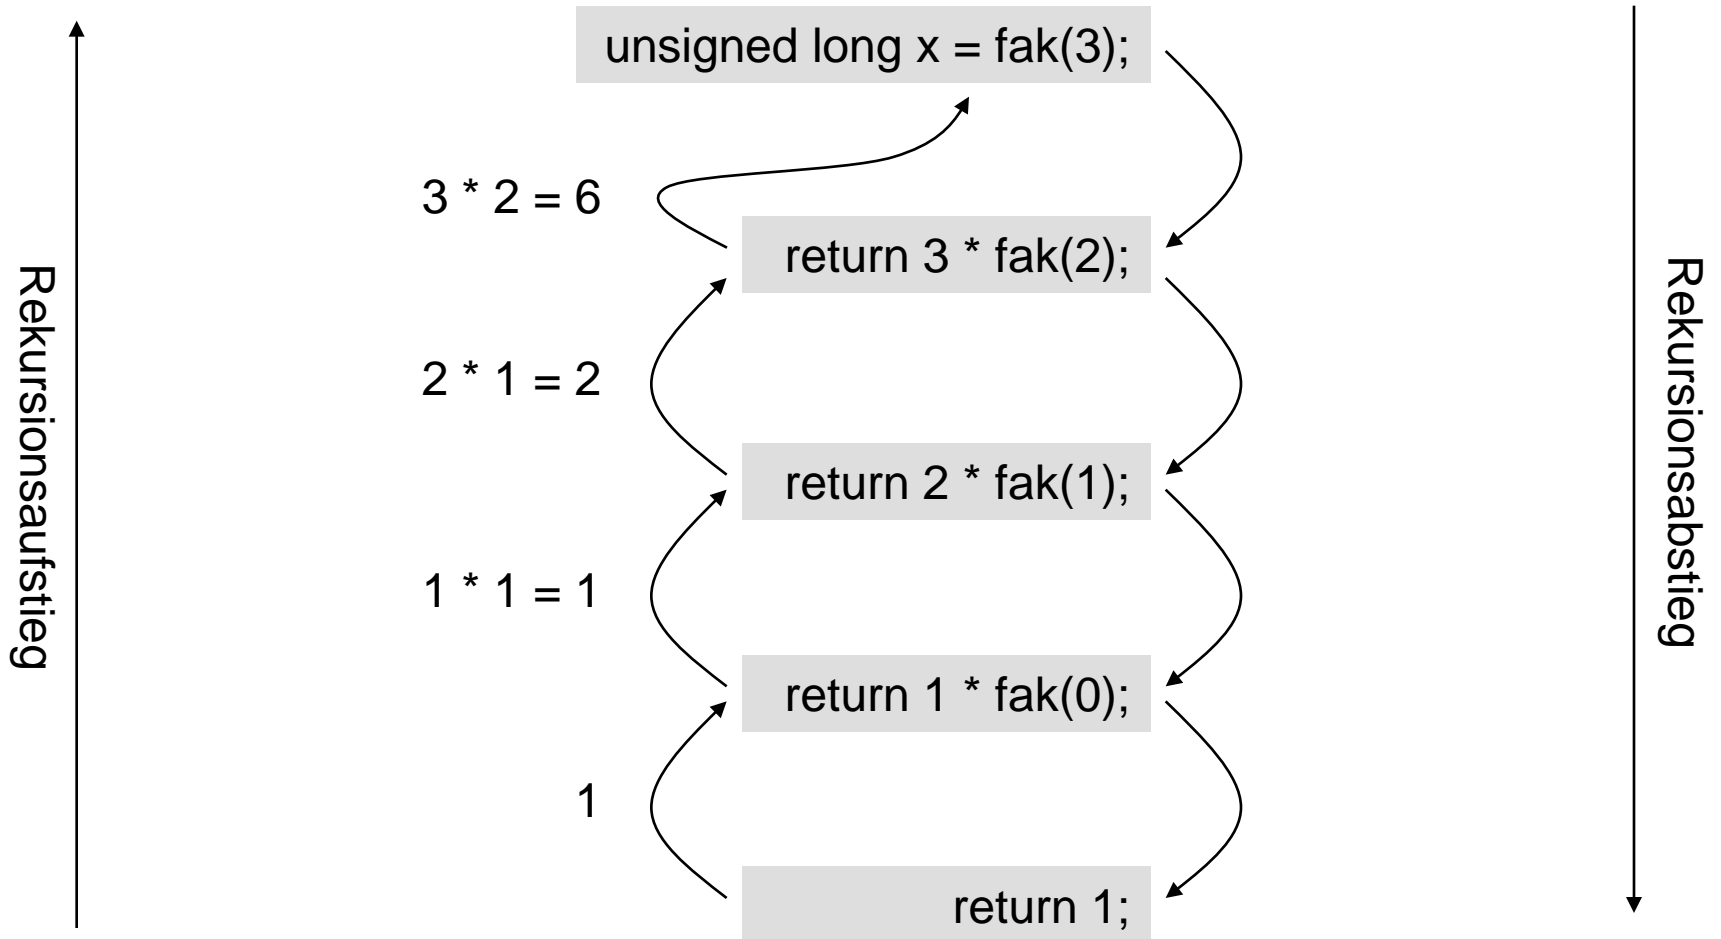 unsigned long x = fak(3);
3 * 2 = 6
return 3 * fak(2);
2 * 1 = 2
return 2 * fak(1);
1 * 1 = 1
return 1 * fak(0);
1
return 1;
Rekursionsaufstieg
Rekursionsabstieg